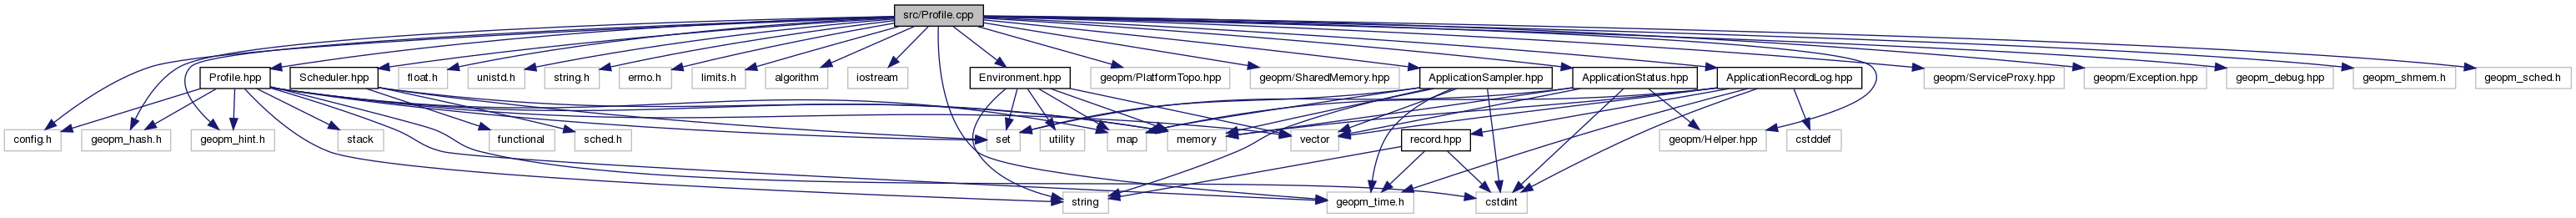 src/Profile.cpp
Profile.hpp
Scheduler.hpp
float.h
unistd.h
string.h
errno.h
limits.h
algorithm
iostream
Environment.hpp
geopm/PlatformTopo.hpp
geopm/SharedMemory.hpp
ApplicationSampler.hpp
ApplicationStatus.hpp
ApplicationRecordLog.hpp
geopm/ServiceProxy.hpp
geopm/Exception.hpp
geopm_debug.hpp
geopm_shmem.h
geopm_sched.h
config.h
geopm_hash.h
geopm_hint.h
stack
functional
sched.h
set
utility
map
memory
vector
record.hpp
geopm/Helper.hpp
cstddef
string
geopm_time.h
cstdint